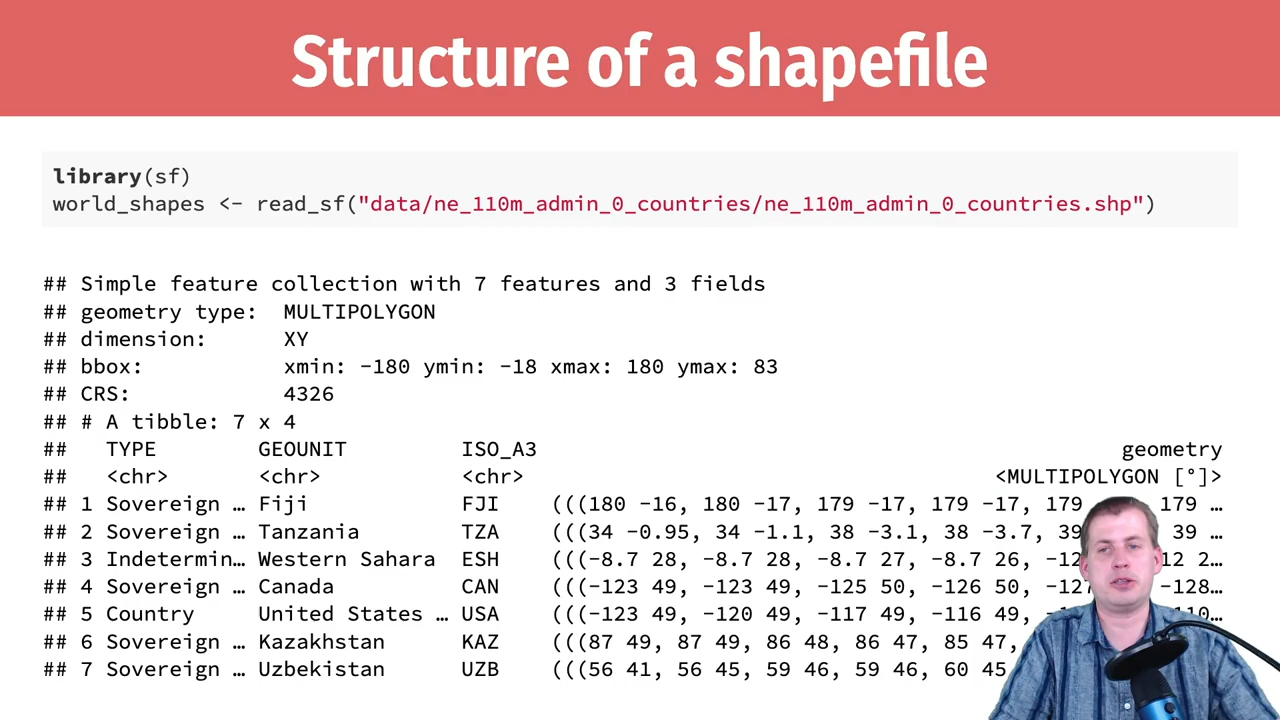 Structure of a shapefile
library(sf)
world_shapes <- read_sf("data/ne_110m_admin_0_countries/ne_110m_admin_0_countries.shp")
## Simple feature collection with 7 features and 3 fields
## geometry type:  MULTIPOLYGON
## dimension:      XY
## bbox:           xmin: -180 ymin: -18 xmax: 180 ymax: 83
## CRS:            4326
## # A tibble: 7 x 4
##   TYPE        GEOUNIT         ISO_A3                                              geometry
##   <chr>       <chr>           <chr>                                     <MULTIPOLYGON [°]>
## 1 Sovereign … Fiji            FJI    (((180 -16, 180 -17, 179 -17, 179 -17, 179 179 …
## 2 Sovereign … Tanzania        TZA    (((34 -0.95, 34 -1.1, 38 -3.1, 38 -3.7, 39 39 …
## 3 Indetermin… Western Sahara  ESH    (((-8.7 28, -8.7 28, -8.7 27, -8.7 26, 2…
## 4 Sovereign … Canada          CAN    (((-123 49, -123 49, -125 50, -126 50, -128…
## 5 Country     United States … USA    (((-123 49, -120 49, -117 49, -116 49,
## 6 Sovereign … Kazakhstan      KAZ    (((87 49, 87 49, 86 48, 86 47, 85 47,
## 7 Sovereign … Uzbekistan      UZB    (((56 41, 56 45, 59 46, 59 46, 60 45